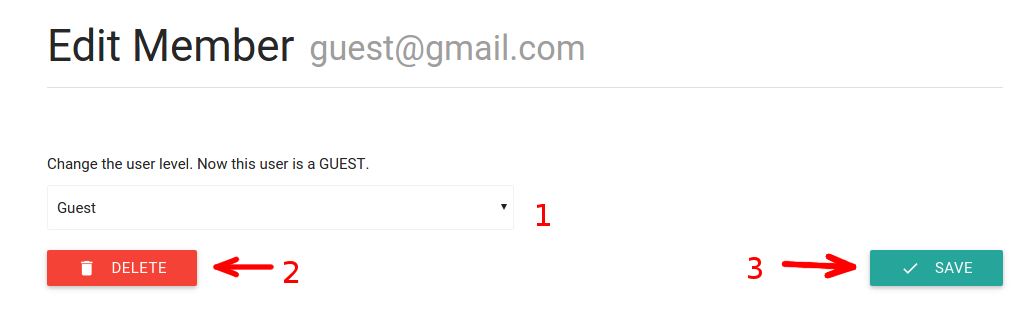 Edit Member guest@gmail.com
Change the user level. Now this user is a GUEST.
Guest 1
DELETE 2 3 SAVE